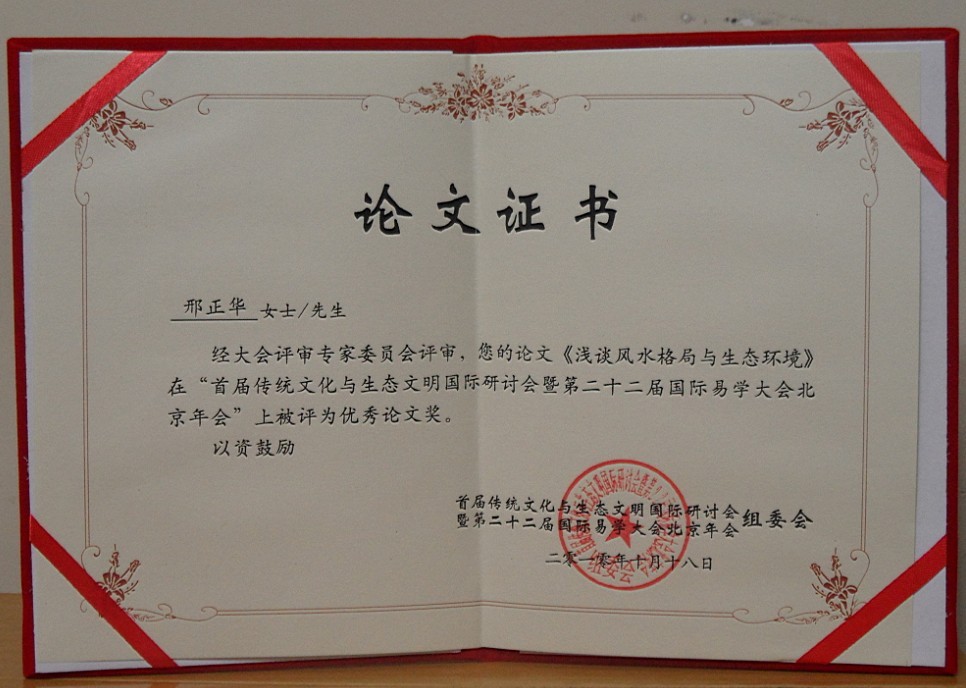 论文证书
邢正华 女士/先生
经大会评审专家委员会评审，您的论文《浅谈风水格局与生态环境》
在“首届传统文化与生态文明国际研讨会暨第二十二届国际易学大会北
京年会”上被评为优秀论文奖。
以资鼓励
首届传统文化与生态文明国际研讨会
暨第二十二届国际易学大会北京年会 组委会
二零一零年十月十八日
组委会